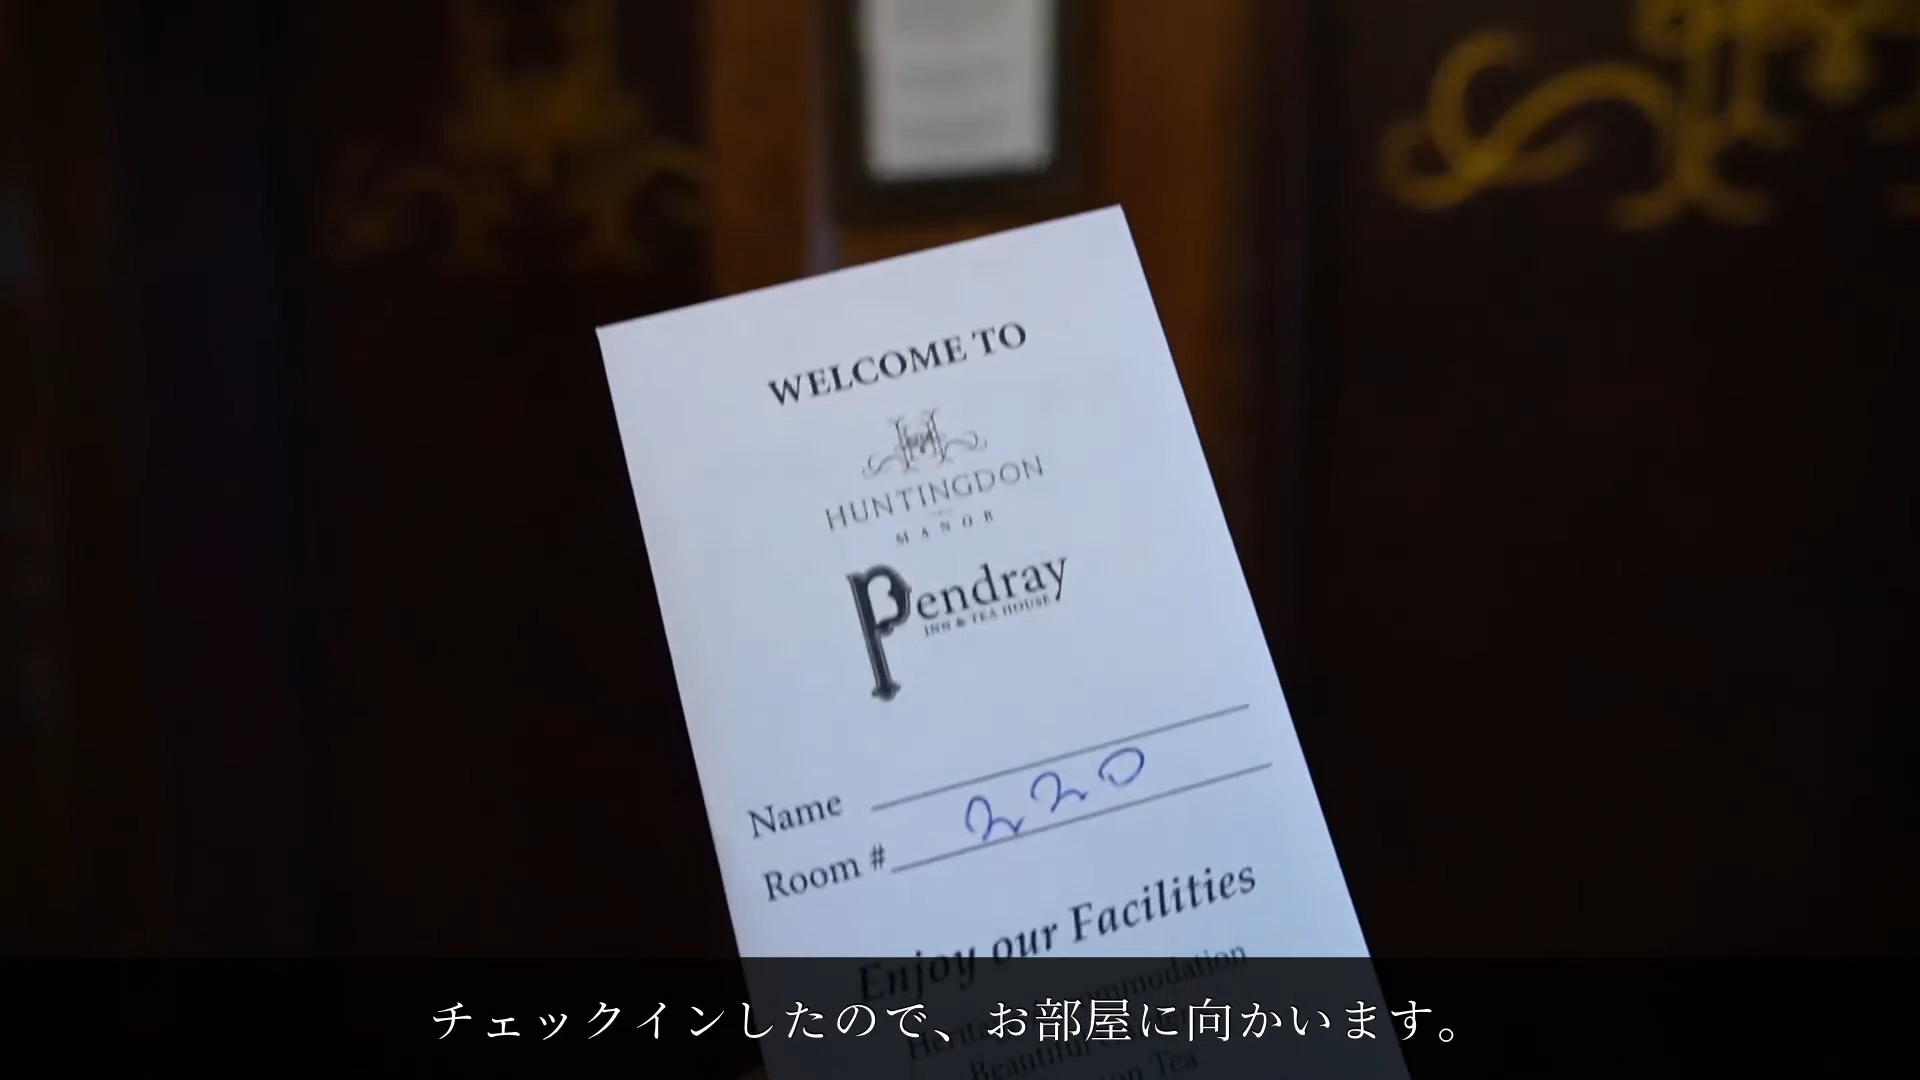 WELCOME TO
HUNTINGDON
MANOR
Pendray
INN & TEA HOUSE
Name
Room # 220
Enjoy our Facilities
チェックインしたので、お部屋に向かいます。